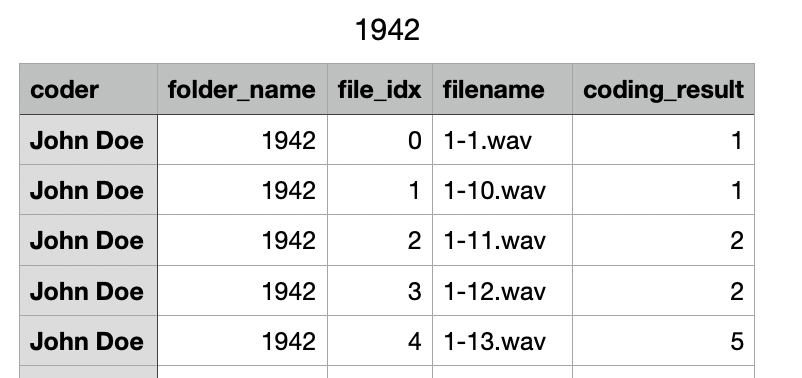 1942
coder folder_name file_idx filename coding_result
John Doe 1942 0 1-1.wav 1
John Doe 1942 1 1-10.wav 1
John Doe 1942 2 1-11.wav 2
John Doe 1942 3 1-12.wav 2
John Doe 1942 4 1-13.wav 5